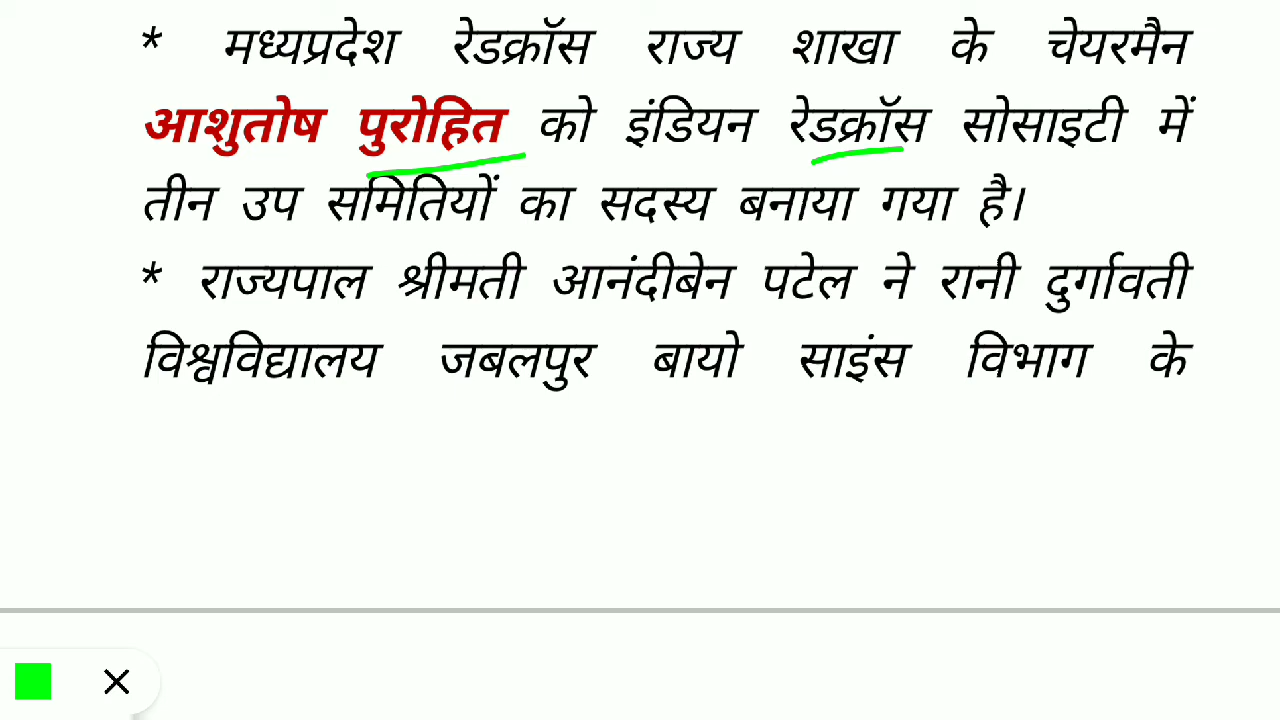 * मध्यप्रदेश रेडक्रॉस राज्य शाखा के चेयरमैन
आशुतोष पुरोहित को इंडियन रेडक्रॉस सोसाइटी में
तीन उप समितियों का सदस्य बनाया गया है।
* राज्यपाल श्रीमती आनंदीबेन पटेल ने रानी दुर्गावती
विश्वविद्यालय जबलपुर बायो साइंस विभाग के